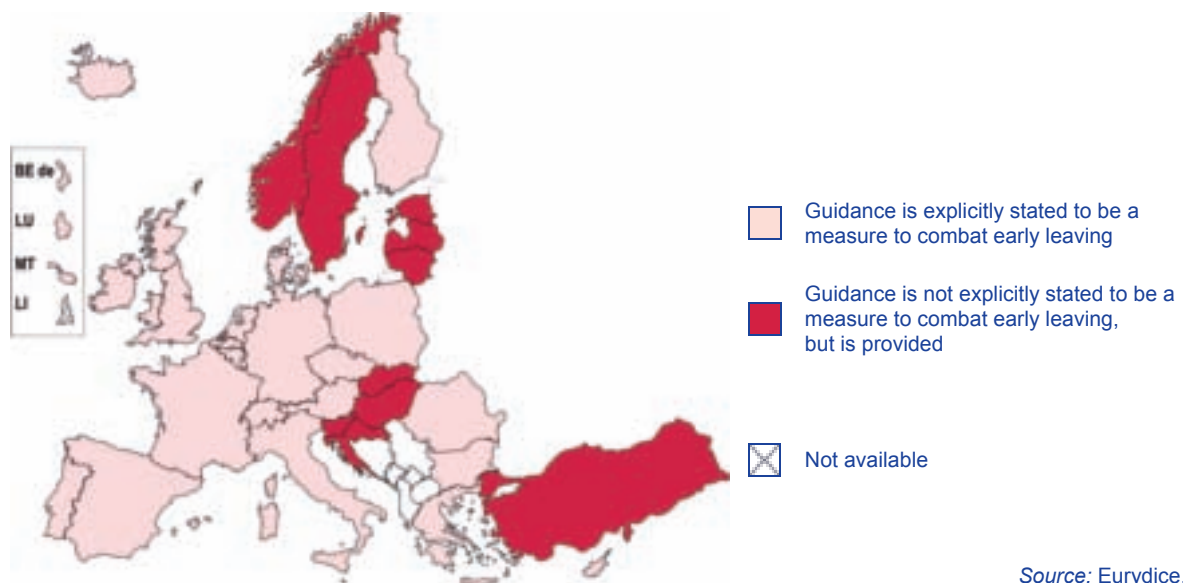 BE de
LU
MT
LI
Guidance is explicitly stated to be a
measure to combat early leaving
Guidance is not explicitly stated to be a
measure to combat early leaving,
but is provided
Not available
Source: Eurydice.